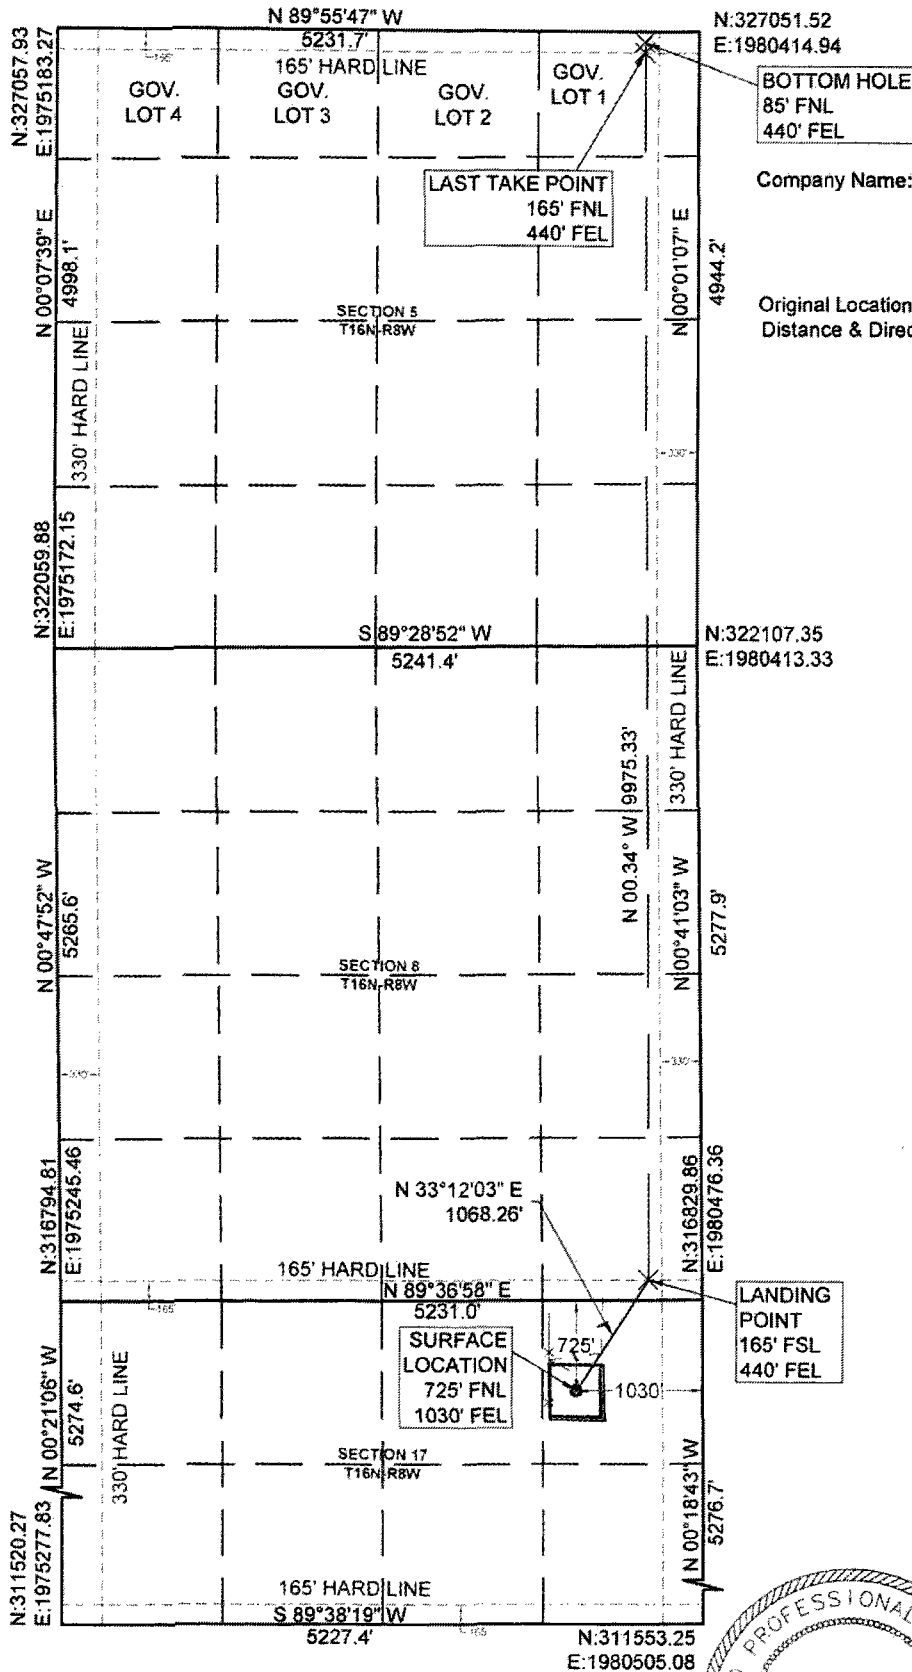 N 89°55'47" W
5231.7'
165' HARD LINE
N:327057.93
E:1975183.27
N:327051.52
E:1980414.94
165'
GOV.
LOT 4
GOV.
LOT 3
GOV.
LOT 2
GOV.
LOT 1
BOTTOM HOLE
85' FNL
440' FEL
LAST TAKE POINT
165' FNL
440' FEL
Company Name:
N 00°07'39" E
4998.1'
N 00°01'07" E
4944.2'
Original Location
Distance & Direc
SECTION 5
T16N-R8W
330' HARD LINE
330'
N:322059.88
E:1975172.15
S 89°28'52" W
5241.4'
N:322107.35
E:1980413.33
330' HARD LINE
N 00.34° W 9975.33'
N 00°47'52" W
5265.6'
N 00°41'03" W
5277.9'
SECTION 8
T16N-R8W
330'
330'
N:316794.81
E:1975245.46
N 33°12'03" E
1068.26'
N:316829.86
E:1980476.36
165' HARD LINE
N 89°36'58" E
5231.0'
165'
LANDING
POINT
165' FSL
440' FEL
SURFACE
LOCATION
725' FNL
1030' FEL
725'
1030'
N 00°21'06" W
5274.6'
330' HARD LINE
SECTION 17
T16N-R8W
N 00°18'43" W
5276.7'
N:311520.27
E:1975277.83
165' HARD LINE
S 89°38'19" W
5227.4'
165
N:311553.25
E:1980505.08
PROFESSIONAL